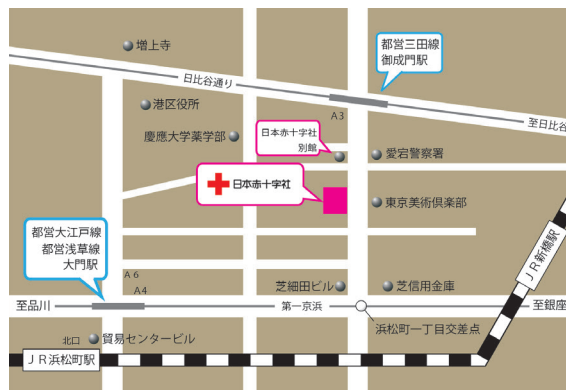 増上寺
都営三田線
御成門駅
日比谷通り
港区役所
A3
至日比谷
慶應大学薬学部
日本赤十字社
別館
愛宕警察署
日本赤十字社
東京美術倶楽部
都営大江戸線
都営浅草線
大門駅
JR新橋駅
A6
A4
芝細田ビル
芝信用金庫
至品川
第一京浜
至銀座
浜松町一丁目交差点
北口
貿易センタービル
JR浜松町駅